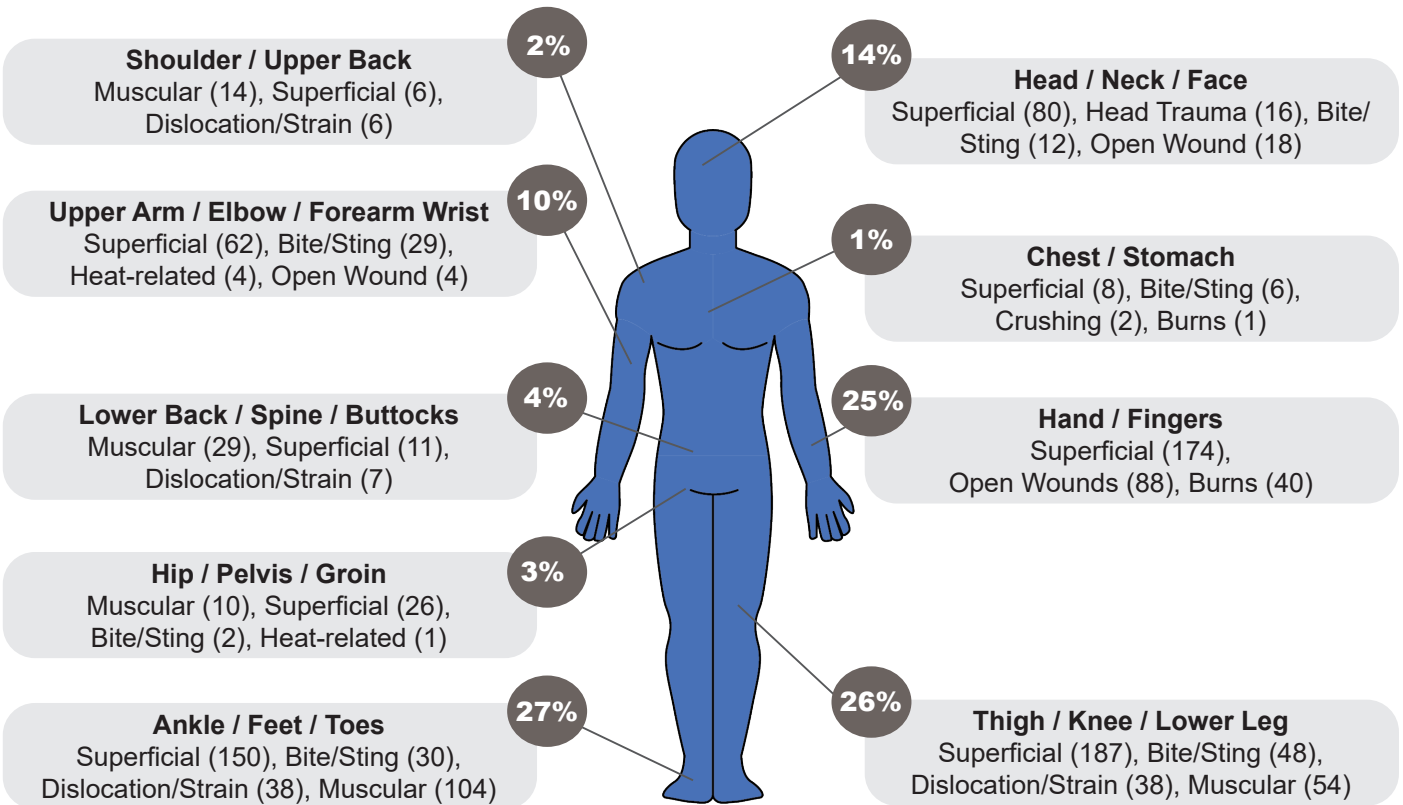 2%
Shoulder / Upper Back
Muscular (14), Superficial (6),
Dislocation/Strain (6)
10%
Upper Arm / Elbow / Forearm Wrist
Superficial (62), Bite/Sting (29),
Heat-related (4), Open Wound (4)
4%
Lower Back / Spine / Buttocks
Muscular (29), Superficial (11),
Dislocation/Strain (7)
3%
Hip / Pelvis / Groin
Muscular (10), Superficial (26),
Bite/Sting (2), Heat-related (1)
27%
Ankle / Feet / Toes
Superficial (150), Bite/Sting (30),
Dislocation/Strain (38), Muscular (104)
14%
Head / Neck / Face
Superficial (80), Head Trauma (16), Bite/
Sting (12), Open Wound (18)
1%
Chest / Stomach
Superficial (8), Bite/Sting (6),
Crushing (2), Burns (1)
25%
Hand / Fingers
Superficial (174),
Open Wounds (88), Burns (40)
26%
Thigh / Knee / Lower Leg
Superficial (187), Bite/Sting (48),
Dislocation/Strain (38), Muscular (54)